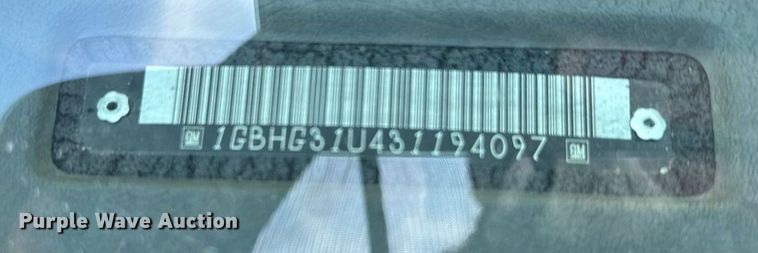 GM 1GBHG31U431194097 GM
Purple Wave Auction